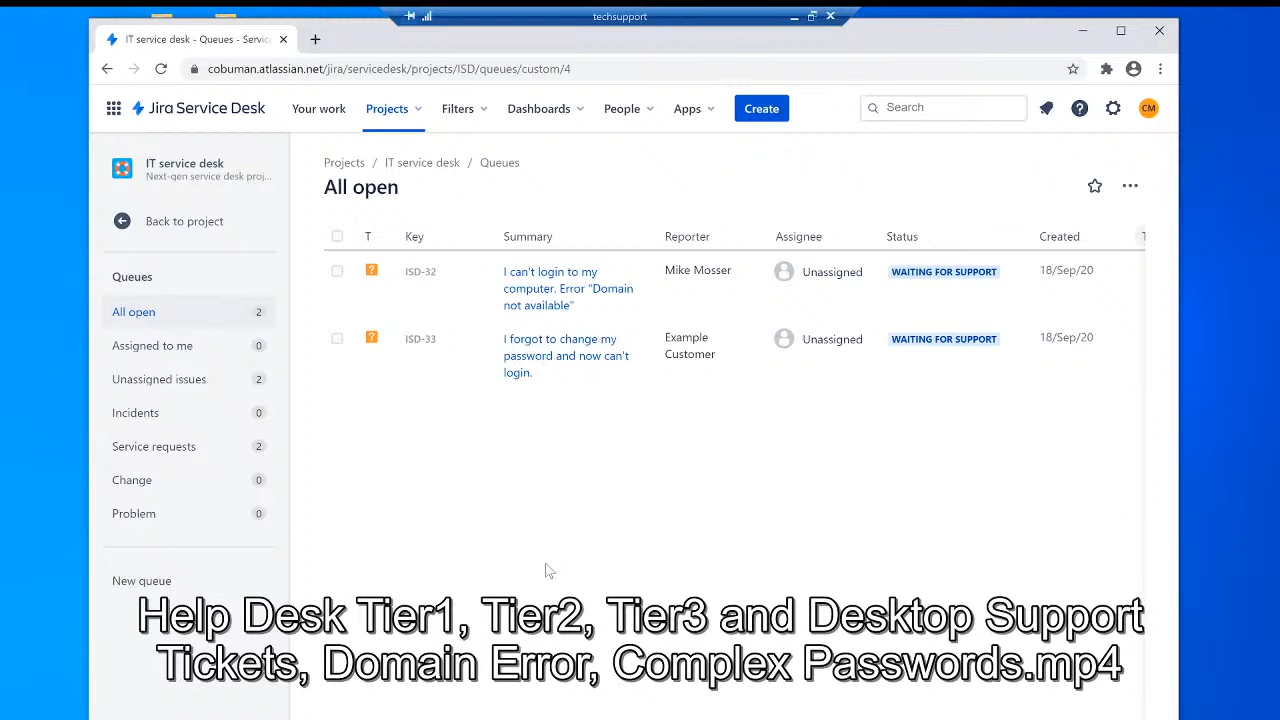 techsupport
IT service desk - Queues - Servic
cobuman.atlassian.net/jira/servicedesk/projects/ISD/queues/custom/4
Jira Service Desk
Your work
Projects
Filters
Dashboards
People
Apps
Create
Search
CM
IT service desk
Next-gen service desk proj...
Back to project
Queues
All open 2
Assigned to me 0
Unassigned issues 2
Incidents 0
Service requests 2
Change 0
Problem 0
New queue
Projects / IT service desk / Queues
All open
T Key Summary Reporter Assignee Status Created T
ISD-32 I can't login to my Mike Mosser Unassigned WAITING FOR SUPPORT 18/Sep/20
computer. Error "Domain
not available"
ISD-33 I forgot to change my Example Unassigned WAITING FOR SUPPORT 18/Sep/20
password and now can't Customer
login.
Help Desk Tier1, Tier2, Tier3 and Desktop Support
Tickets, Domain Error, Complex Passwords.mp4